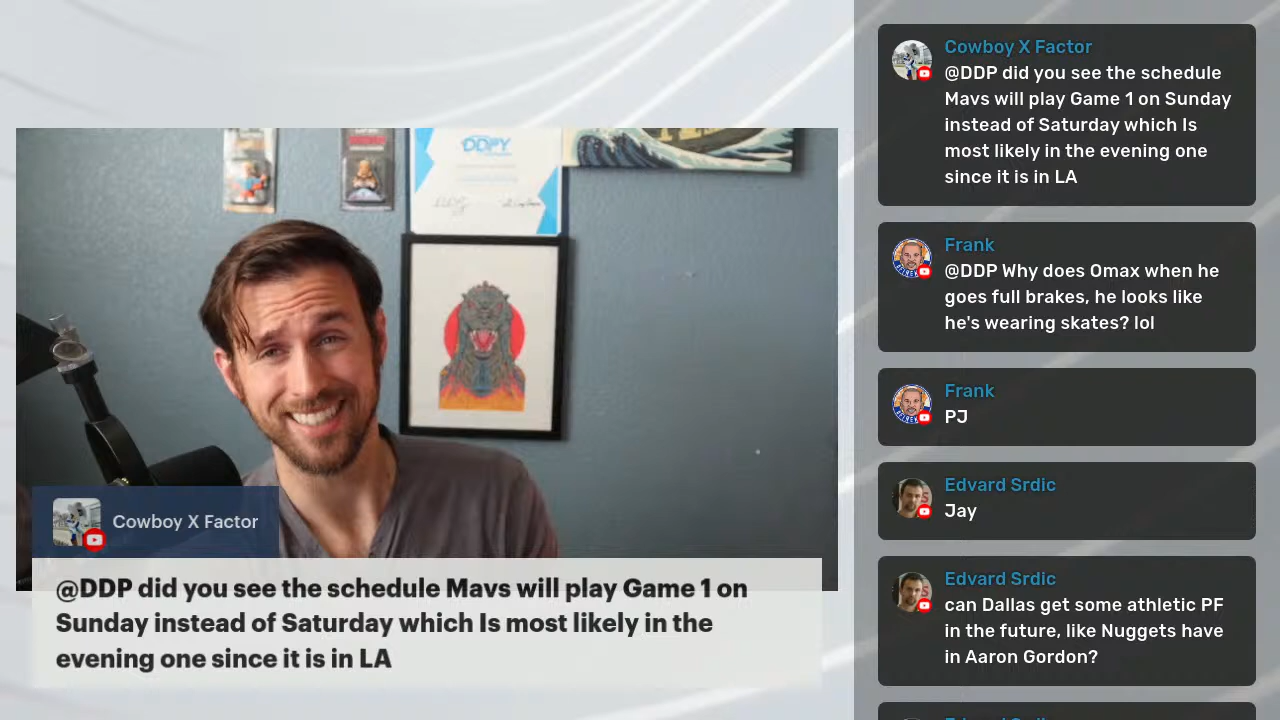 DDPY
Cowboy X Factor
@DDP did you see the schedule Mavs will play Game 1 on
Sunday instead of Saturday which Is most likely in the
evening one since it is in LA
Cowboy X Factor
@DDP did you see the schedule
Mavs will play Game 1 on Sunday
instead of Saturday which Is
most likely in the evening one
since it is in LA
Frank
@DDP Why does Omax when he
goes full brakes, he looks like
he's wearing skates? lol
Frank
PJ
Edvard Srdic
Jay
Edvard Srdic
can Dallas get some athletic PF
in the future, like Nuggets have
in Aaron Gordon?